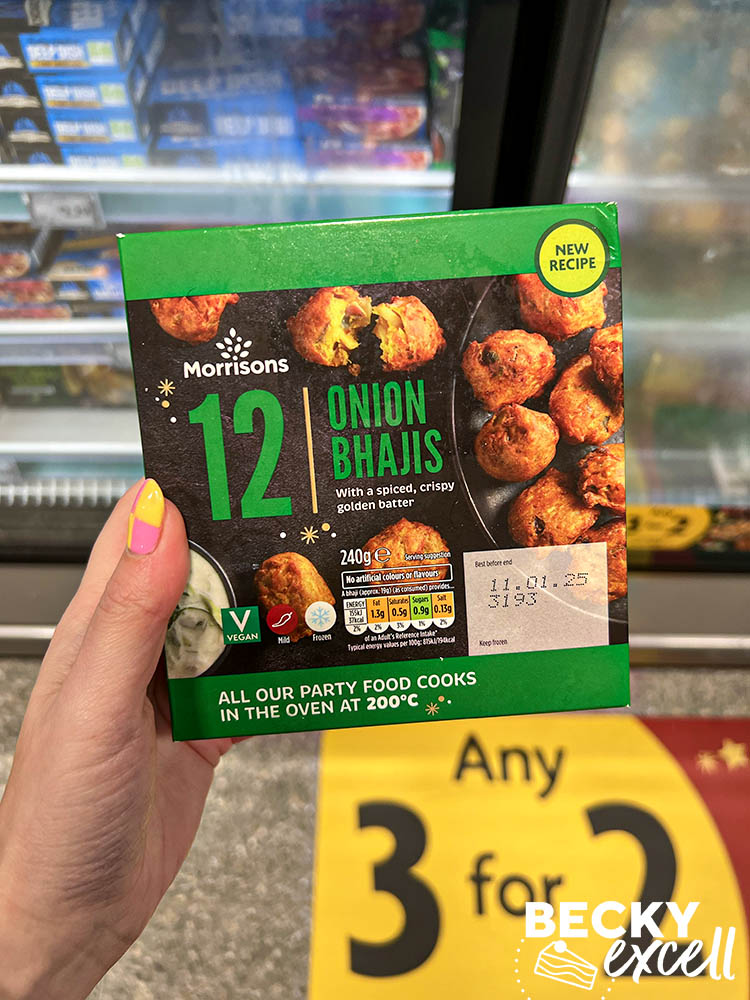 NEW
RECIPE
Morrisons
12
ONION
BHAJIS
With a spiced, crispy
golden batter
240g e
Serving suggestion
No artificial colours or flavours
A bhaji (approx. 19g) (as consumed) provides...
ENERGY 155kJ 37kcal 2%
Fat 1.3g 2%
Saturates 0.5g 3%
Sugars 0.9g 1%
Salt 0.13g 2%
of an Adult's Reference Intake*
Typical energy values per 100g: 815kJ/194kcal
Best before end
11.01.25
3193
Keep frozen
V
VEGAN
Mild
Frozen
ALL OUR PARTY FOOD COOKS
IN THE OVEN AT 200°C
Any
3 for 2
BECKY
excell